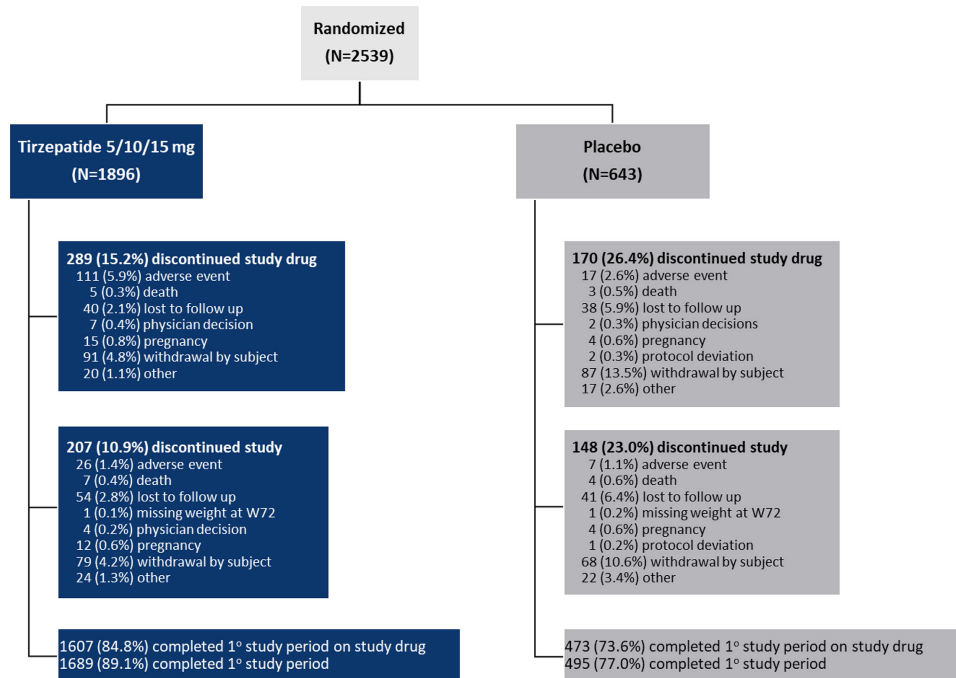 Randomized
(N=2539)
Tirzepatide 5/10/15 mg
(N=1896)
289 (15.2%) discontinued study drug
111 (5.9%) adverse event
5 (0.3%) death
40 (2.1%) lost to follow up
7 (0.4%) physician decision
15 (0.8%) pregnancy
91 (4.8%) withdrawal by subject
20 (1.1%) other
207 (10.9%) discontinued study
26 (1.4%) adverse event
7 (0.4%) death
54 (2.8%) lost to follow up
1 (0.1%) missing weight at W72
4 (0.2%) physician decision
12 (0.6%) pregnancy
79 (4.2%) withdrawal by subject
24 (1.3%) other
1607 (84.8%) completed 1º study period on study drug
1689 (89.1%) completed 1º study period
Placebo
(N=643)
170 (26.4%) discontinued study drug
17 (2.6%) adverse event
3 (0.5%) death
38 (5.9%) lost to follow up
2 (0.3%) physician decisions
4 (0.6%) pregnancy
2 (0.3%) protocol deviation
87 (13.5%) withdrawal by subject
17 (2.6%) other
148 (23.0%) discontinued study
7 (1.1%) adverse event
4 (0.6%) death
41 (6.4%) lost to follow up
1 (0.2%) missing weight at W72
4 (0.6%) pregnancy
1 (0.2%) protocol deviation
68 (10.6%) withdrawal by subject
22 (3.4%) other
473 (73.6%) completed 1º study period on study drug
495 (77.0%) completed 1º study period